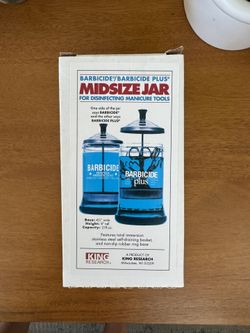 BARBICIDE®/BARBICIDE PLUS®
MIDSIZE JAR
FOR DISINFECTING MANICURE TOOLS
One side of the jar
says BARBICIDE®
and the other says
BARBICIDE PLUS®
BARBICIDE
BARBICIDE
plus
Features total immersion
stainless steel self-draining basket
and non-slip rubber ring base
KING
RESEARCH
A PRODUCT OF
KING RESEARCH